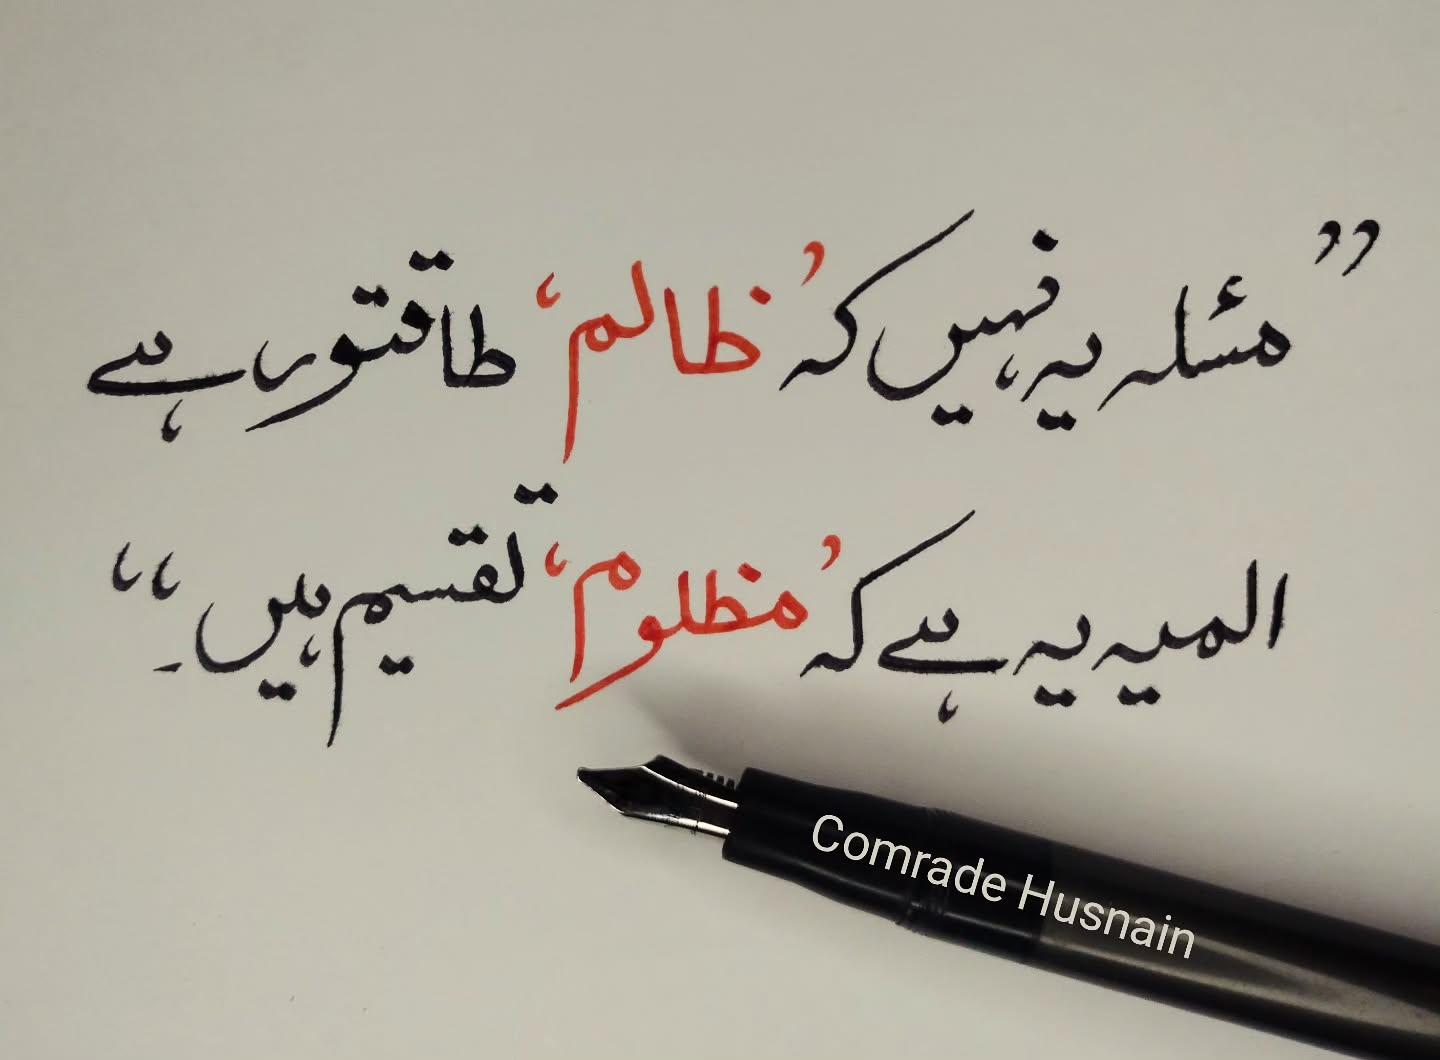 ”مسئلہ یہ نہیں کہ ’ظالم‘ طاقتور ہے
المیہ یہ ہے کہ ’مظلوم‘ تقسیم ہیں۔“
Comrade Husnain